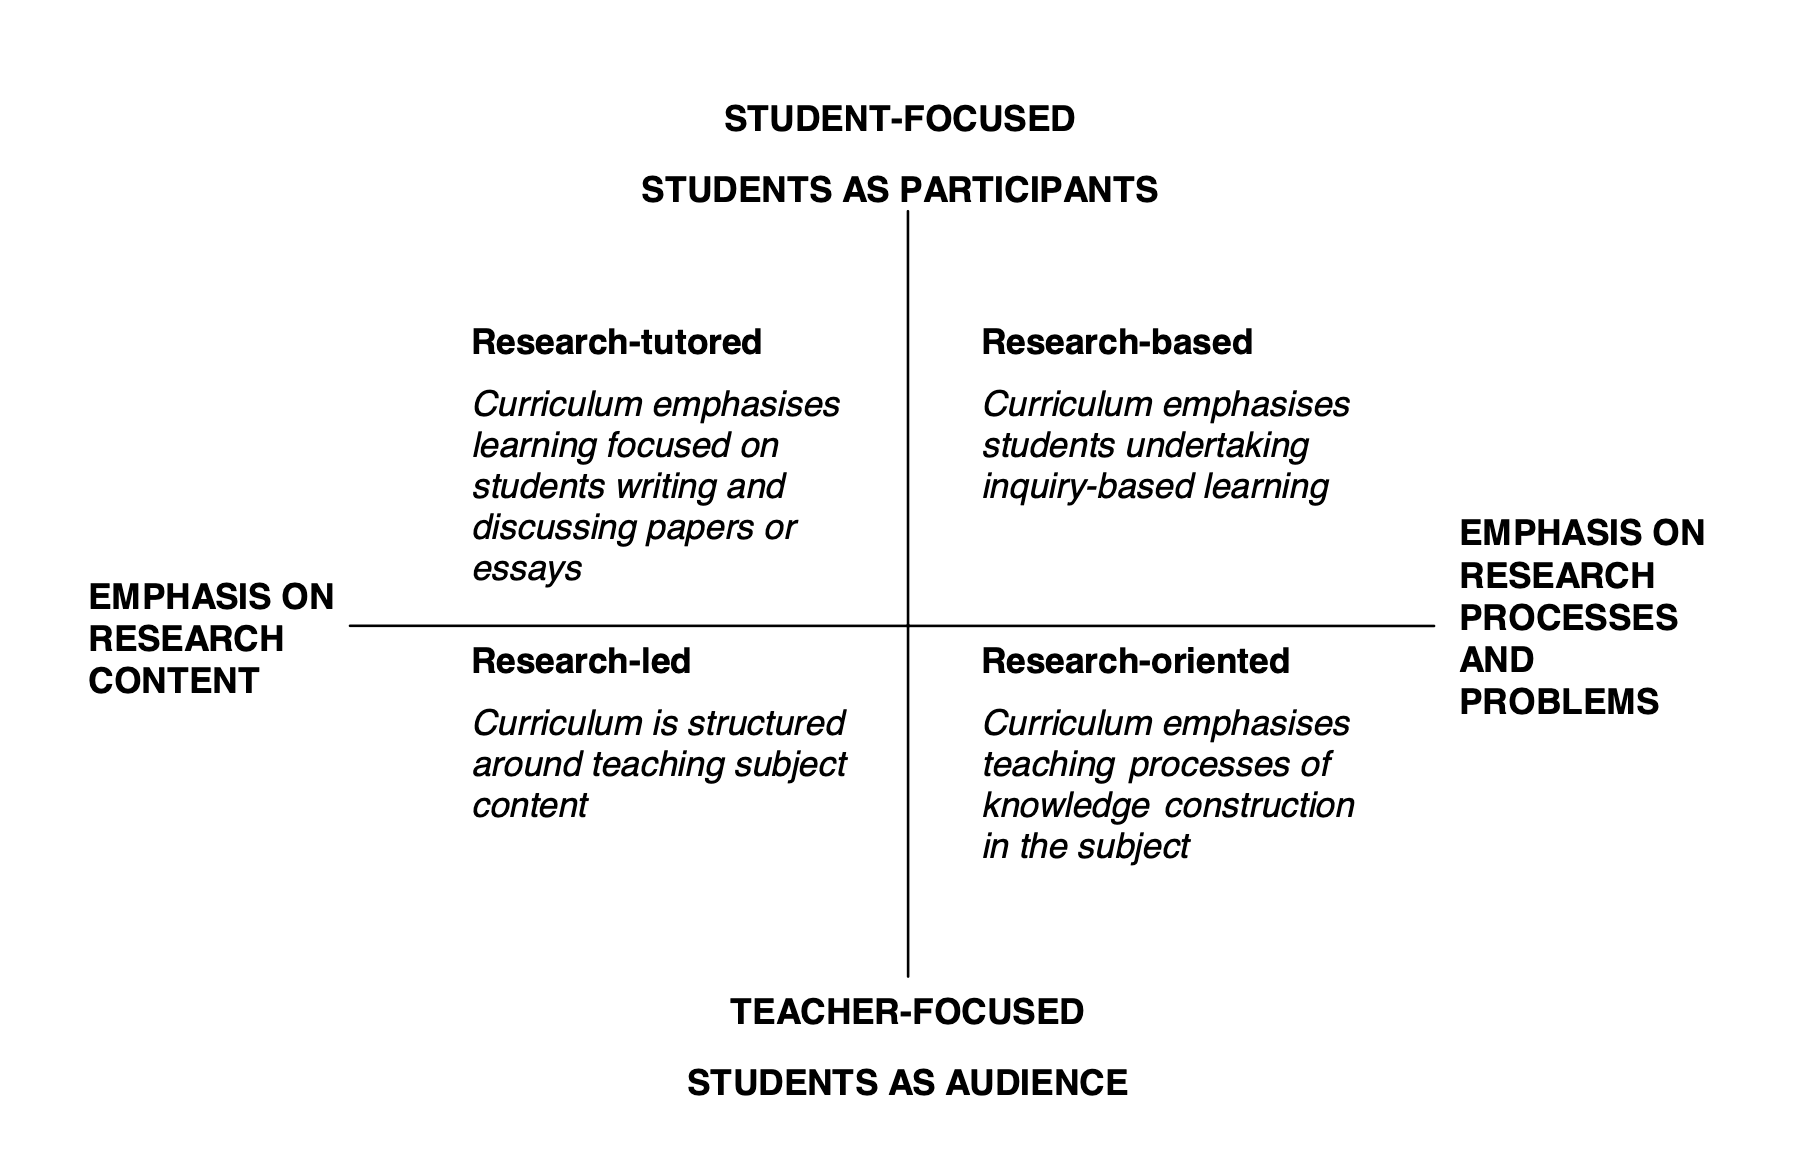 STUDENT-FOCUSED
STUDENTS AS PARTICIPANTS
Research-tutored
Curriculum emphasises
learning focused on
students writing and
discussing papers or
essays
Research-based
Curriculum emphasises
students undertaking
inquiry-based learning
EMPHASIS ON
RESEARCH
CONTENT
EMPHASIS ON
RESEARCH
PROCESSES
AND
PROBLEMS
Research-led
Curriculum is structured
around teaching subject
content
Research-oriented
Curriculum emphasises
teaching processes of
knowledge construction
in the subject
TEACHER-FOCUSED
STUDENTS AS AUDIENCE